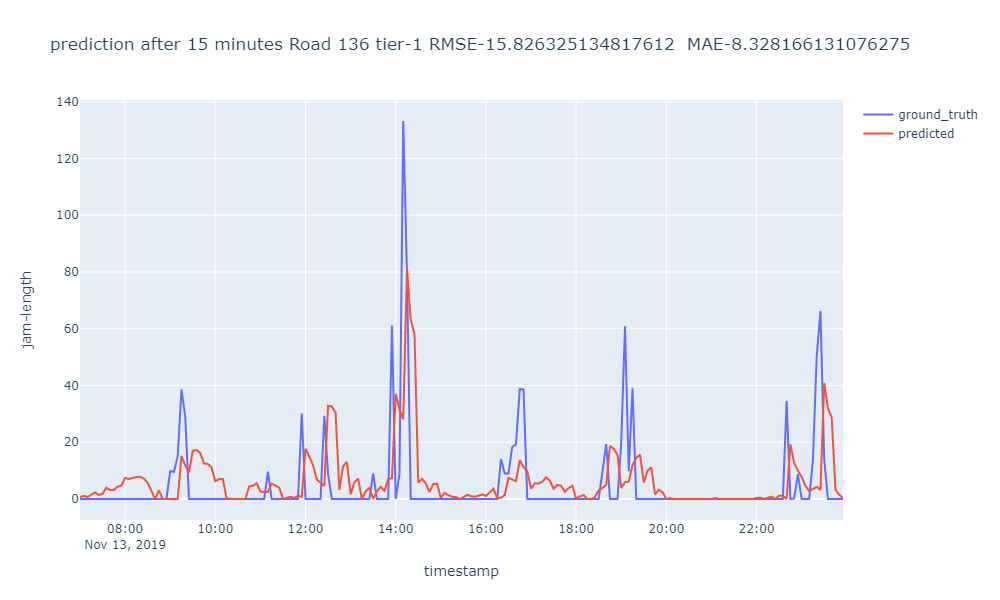 prediction after 15 minutes Road 136 tier-1 RMSE-15.826325134817612 MAE-8.328166131076275
ground_truth
predicted
140
120
100
80
60
40
20
0
jam-length
08:00 10:00 12:00 14:00 16:00 18:00 20:00 22:00
Nov 13, 2019
timestamp